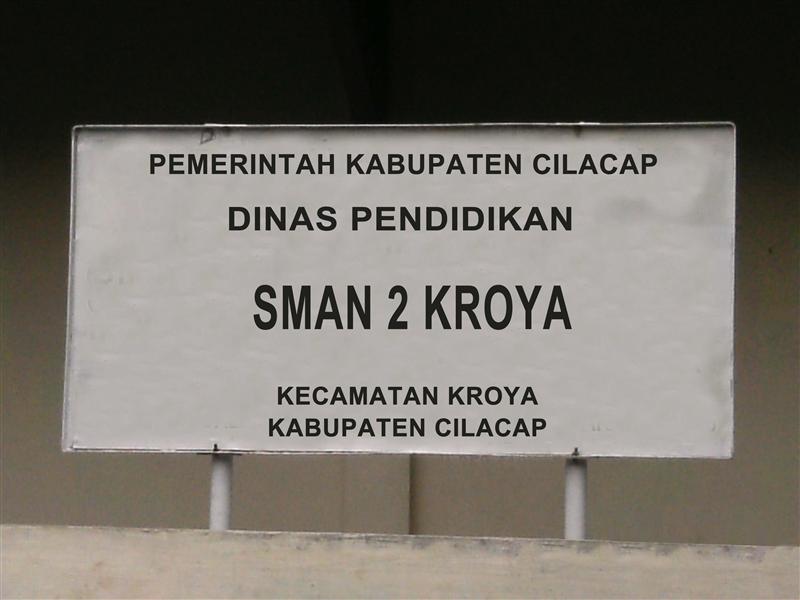 PEMERINTAH KABUPATEN CILACAP
DINAS PENDIDIKAN
SMAN 2 KROYA
KECAMATAN KROYA
KABUPATEN CILACAP